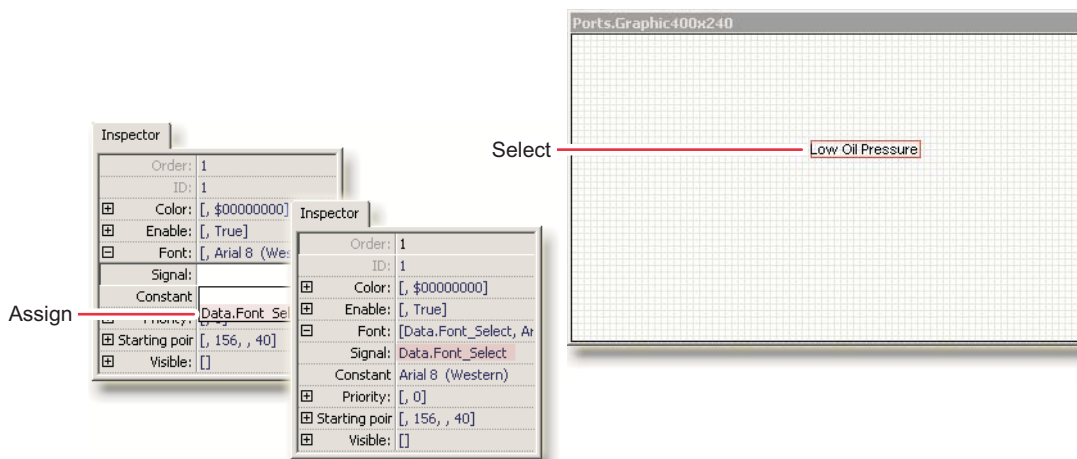 Ports.Graphic400x240
Select
Low Oil Pressure
Inspector
Order: 1
ID: 1
Color: [, $00000000]
Enable: [, True]
Font: [, Arial 8 (Wes
Signal:
Constant
Assign
Data.Font_Sel
Priority: [, 0]
Starting poir [, 156, , 40]
Visible: []
Inspector
Order: 1
ID: 1
Color: [, $00000000]
Enable: [, True]
Font: [Data.Font_Select, Ar
Signal: Data.Font_Select
Constant Arial 8 (Western)
Priority: [, 0]
Starting poir [, 156, , 40]
Visible: []